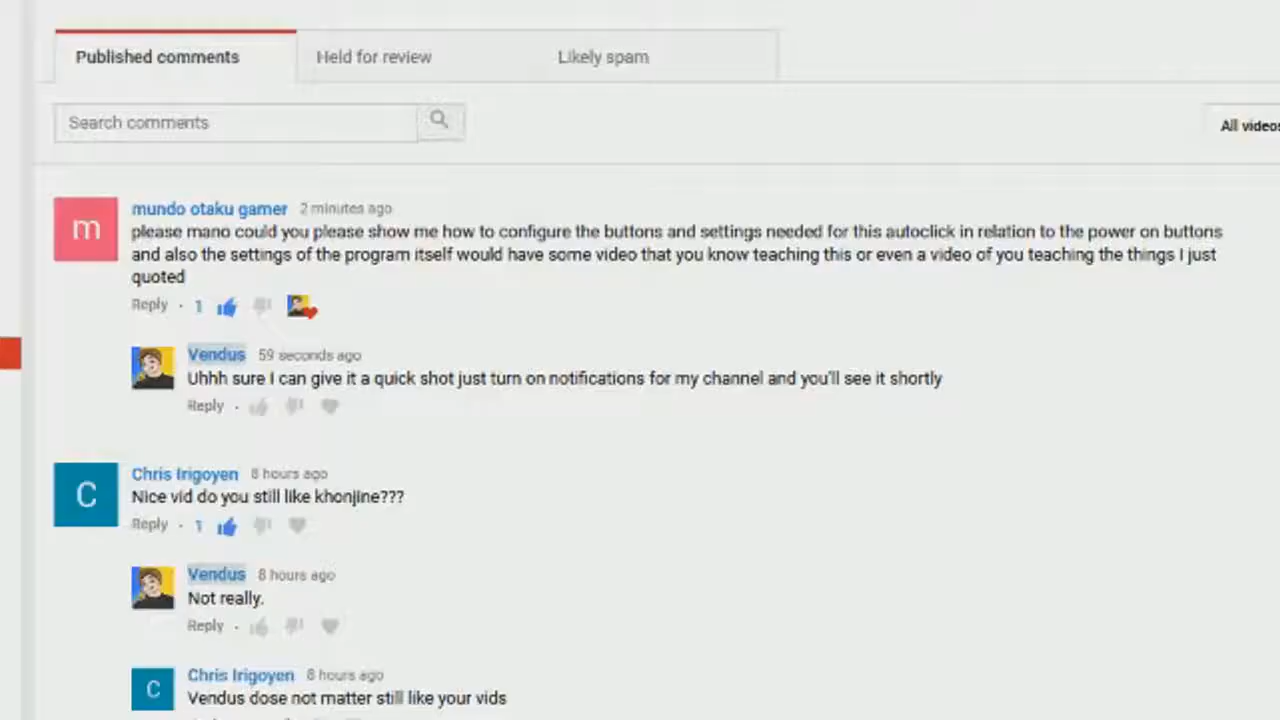 Published comments
Held for review
Likely spam
Search comments
All videos
m
mundo otaku gamer 2 minutes ago
please mano could you please show me how to configure the buttons and settings needed for this autoclick in relation to the power on buttons
and also the settings of the program itself would have some video that you know teaching this or even a video of you teaching the things I just
quoted
Reply · 1
Vendus 59 seconds ago
Uhhh sure I can give it a quick shot just turn on notifications for my channel and you'll see it shortly
Reply ·
C
Chris Irigoyen 8 hours ago
Nice vid do you still like khonjine???
Reply · 1
Vendus 8 hours ago
Not really.
Reply ·
C
Chris Irigoyen 8 hours ago
Vendus dose not matter still like your vids